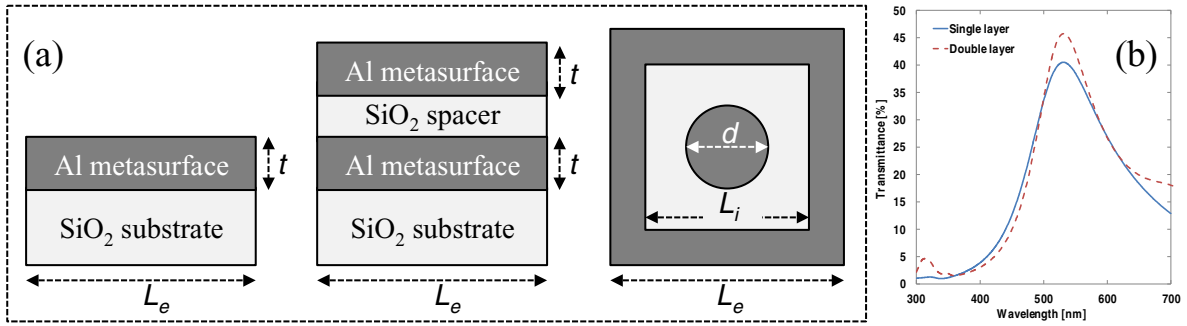 (a)
Al metasurface
t
SiO₂ substrate
Lₑ
Al metasurface
t
SiO₂ spacer
Al metasurface
t
SiO₂ substrate
Lₑ
d
Lᵢ
Lₑ
(b)
Single layer
Double layer
Transmittance [%]
50
45
40
35
30
25
20
15
10
5
0
300
400
500
600
700
Wavelength [nm]